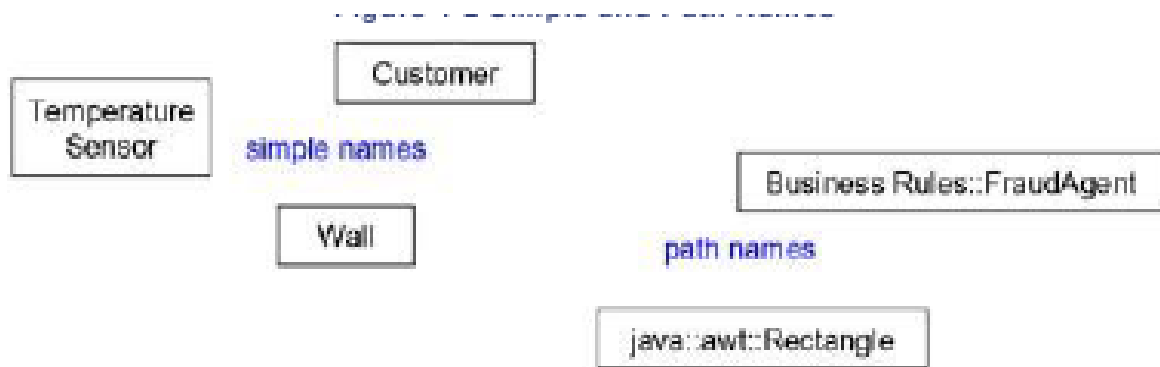 Customer
Temperature
Sensor
simple names
Business Rules::FraudAgent
Wall
path names
java::awt::Rectangle